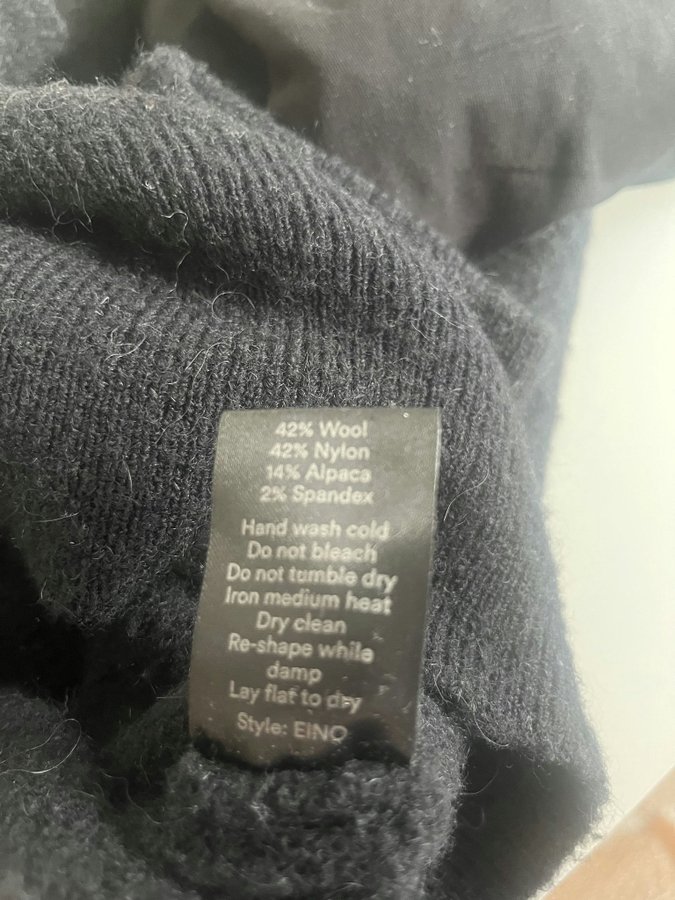 42% Wool
42% Nylon
14% Alpaca
2% Spandex
Hand wash cold
Do not bleach
Do not tumble dry
Iron medium heat
Dry clean
Re-shape while
damp
Lay flat to dry
Style: EINO